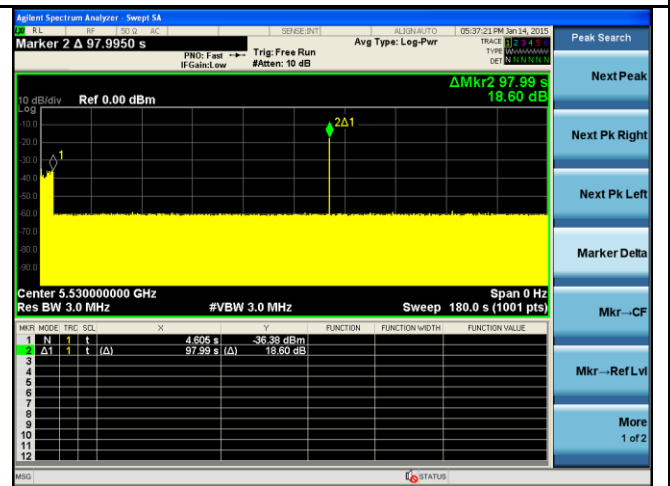 Agilent Spectrum Analyzer - Swept SA
RL RF 50 Ω AC SENSE:INT ALIGN AUTO 05:37:21 PM Jan 14, 2015
Marker 2 Δ 97.9950 s
PNO: Fast Trig: Free Run Avg Type: Log-Pwr TRACE 1 2 3 4 5 6
IFGain:Low #Atten: 10 dB TYPE
DET N N N N N N
Peak Search
ΔMkr2 97.99 s
18.60 dB
10 dB/div Ref 0.00 dBm
Log
-10.0
-20.0
-30.0
-40.0
-50.0
-60.0
-70.0
-80.0
-90.0
1
2Δ1
Center 5.530000000 GHz Span 0 Hz
Res BW 3.0 MHz #VBW 3.0 MHz Sweep 180.0 s (1001 pts)
MKR MODE TRC SCL X Y FUNCTION FUNCTION WIDTH FUNCTION VALUE
1 N 1 t 4.605 s -36.38 dBm
2 Δ1 1 t (Δ) 97.99 s (Δ) 18.60 dB
3
4
5
6
7
8
9
10
11
12
MSG STATUS
Next Peak
Next Pk Right
Next Pk Left
Marker Delta
Mkr→CF
Mkr→Ref Lvl
More
1 of 2